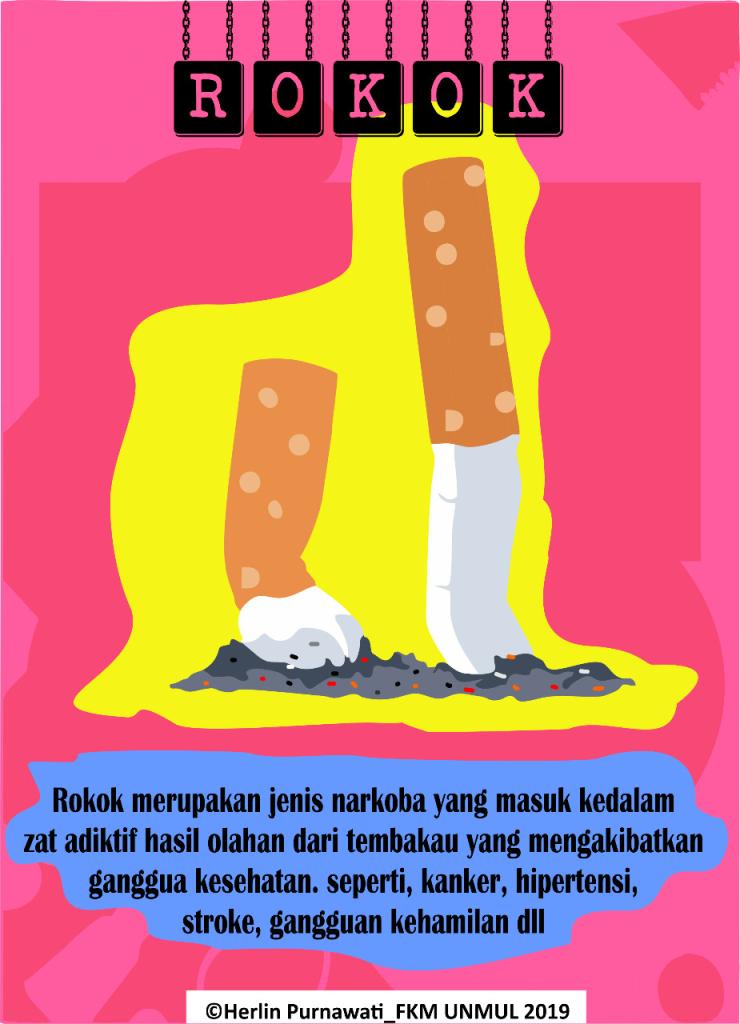 ROKOK
Rokok merupakan jenis narkoba yang masuk kedalam
zat adiktif hasil olahan dari tembakau yang mengakibatkan
ganggua kesehatan. seperti, kanker, hipertensi,
stroke, gangguan kehamilan dll
©Herlin Purnawati_FKM UNMUL 2019